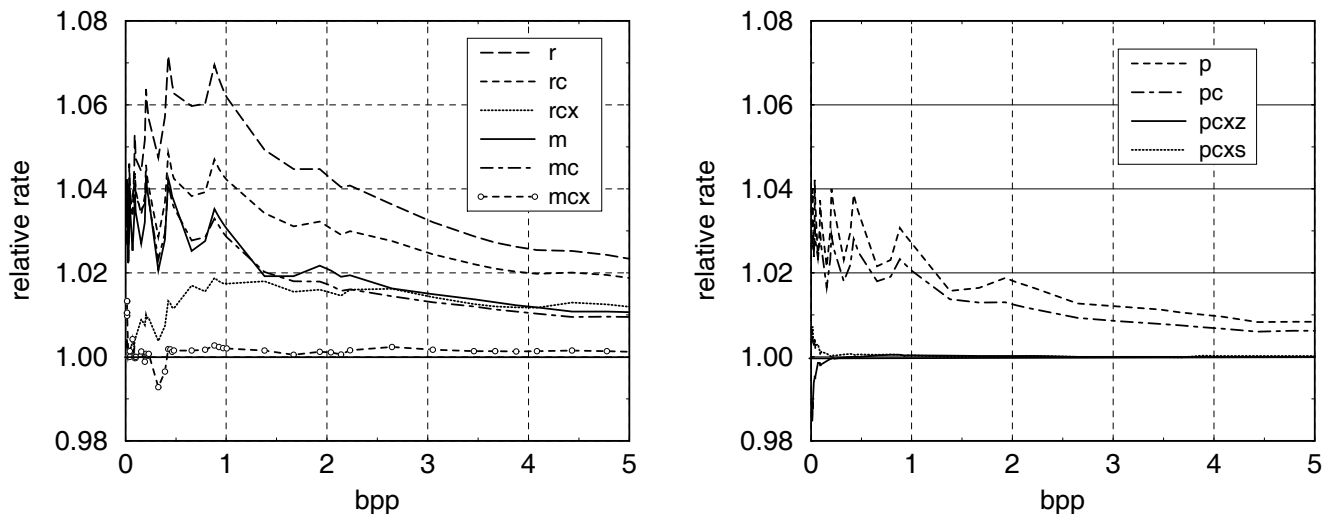 1.08
1.06
1.04
1.02
1.00
0.98
relative rate
0 1 2 3 4 5
bpp
r
rc
rcx
m
mc
mcx
1.08
1.06
1.04
1.02
1.00
0.98
relative rate
0 1 2 3 4 5
bpp
p
pc
pcxz
pcxs